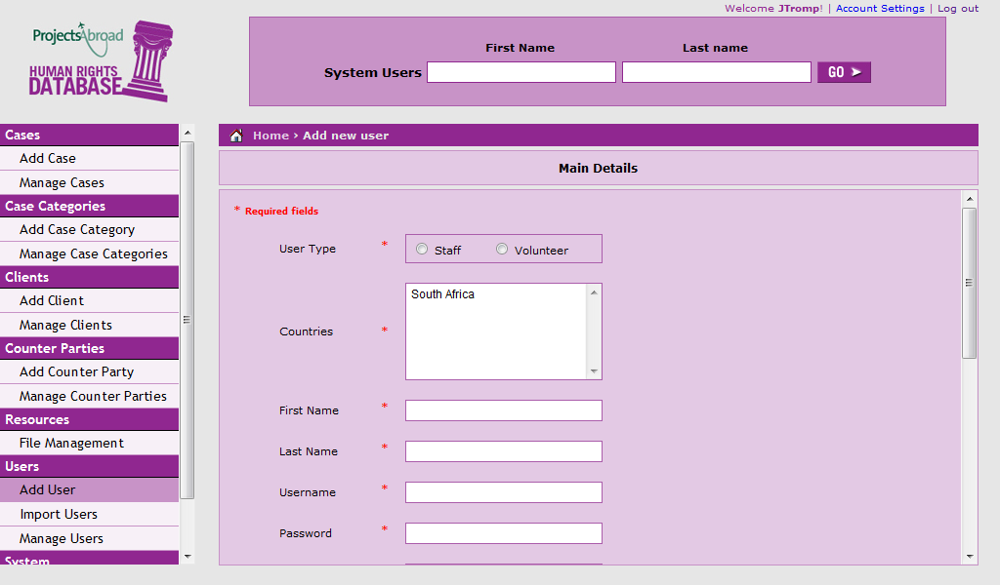 Welcome JTromp! | Account Settings | Log out
ProjectsAbroad
HUMAN RIGHTS
DATABASE
First Name Last name
System Users GO
Cases
Add Case
Manage Cases
Case Categories
Add Case Category
Manage Case Categories
Clients
Add Client
Manage Clients
Counter Parties
Add Counter Party
Manage Counter Parties
Resources
File Management
Users
Add User
Import Users
Manage Users
System
Home › Add new user
Main Details
* Required fields
User Type * Staff Volunteer
South Africa
Countries *
First Name *
Last Name *
Username *
Password *